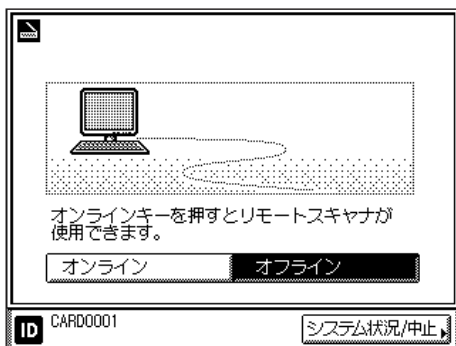 オンラインキーを押すとリモートスキャナが
使用できます。
オンライン オフライン
ID CARD0001 システム状況/中止